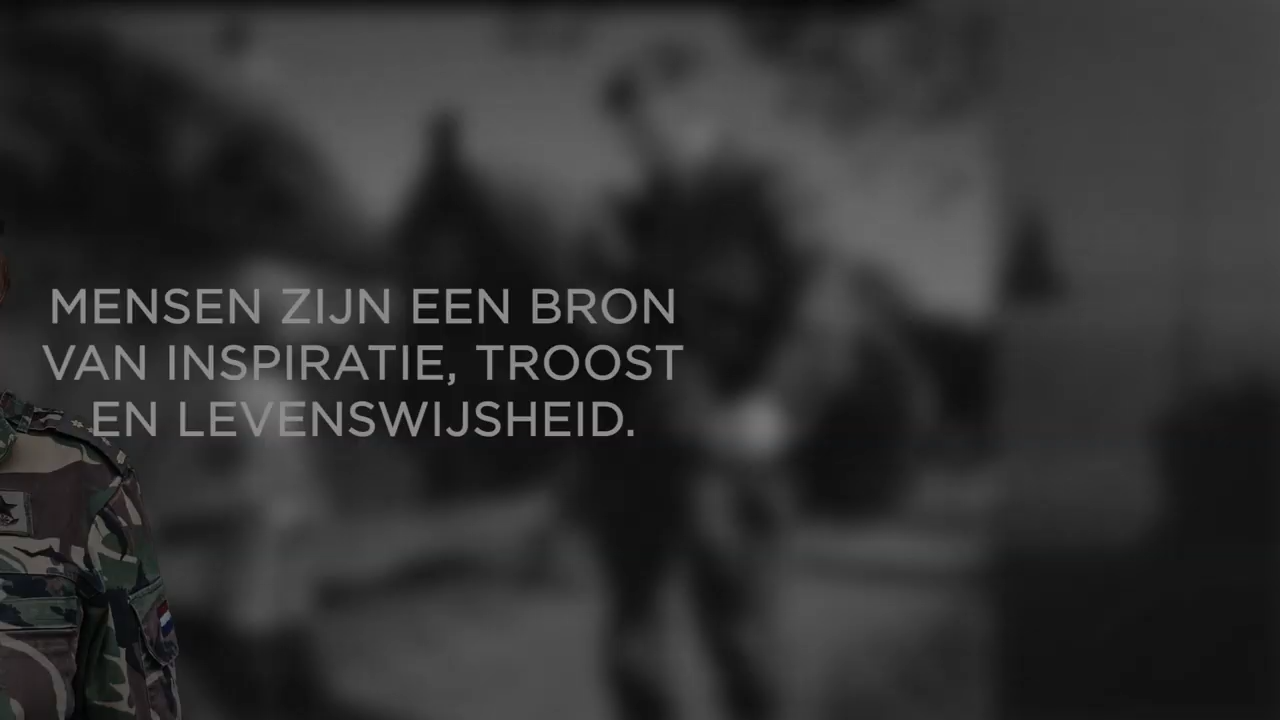 MENSEN ZIJN EEN BRON
VAN INSPIRATIE, TROOST
EN LEVENSWIJSHEID.